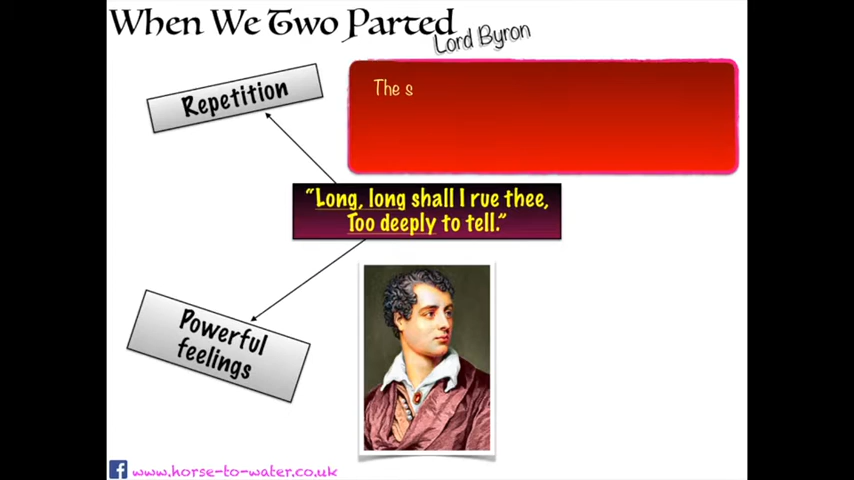 When We Two Parted
Lord Byron
Repetition
The s
"Long, long shall I rue thee,
Too deeply to tell."
Powerful
feelings
www.horse-to-water.co.uk